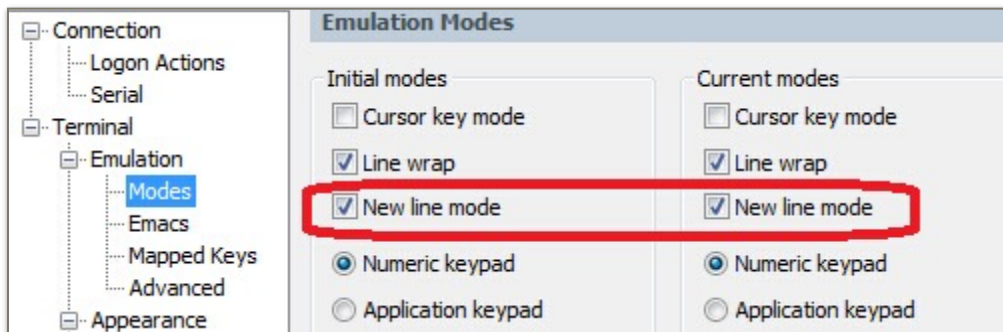 Connection
Logon Actions
Serial
Terminal
Emulation
Modes
Emacs
Mapped Keys
Advanced
Appearance
Emulation Modes
Initial modes
Cursor key mode
Line wrap
New line mode
Numeric keypad
Application keypad
Current modes
Cursor key mode
Line wrap
New line mode
Numeric keypad
Application keypad